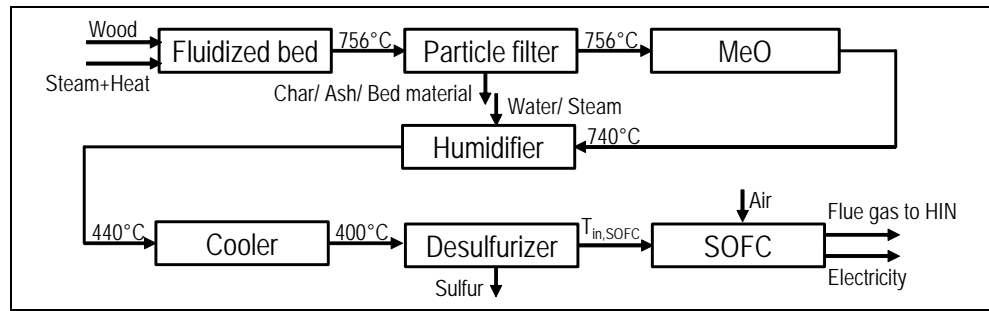 Wood
Steam+Heat
Fluidized bed
756°C
Particle filter
756°C
MeO
Char/ Ash/ Bed material
Water/ Steam
Humidifier
740°C
440°C
Cooler
400°C
Desulfurizer
Tin,SOFC
SOFC
Air
Flue gas to HIN
Electricity
Sulfur